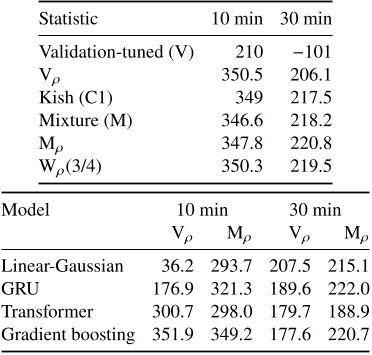 Statistic 10 min 30 min
Validation-tuned (V) 210 −101
Vρ 350.5 206.1
Kish (C1) 349 217.5
Mixture (M) 346.6 218.2
Mρ 347.8 220.8
Wρ(3/4) 350.3 219.5
Model 10 min 30 min
Vρ Mρ Vρ Mρ
Linear-Gaussian 36.2 293.7 207.5 215.1
GRU 176.9 321.3 189.6 222.0
Transformer 300.7 298.0 179.7 188.9
Gradient boosting 351.9 349.2 177.6 220.7